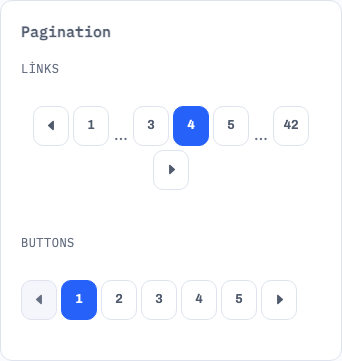 Pagination
LİNKS
1 ... 3 4 5 ... 42
BUTTONS
1 2 3 4 5